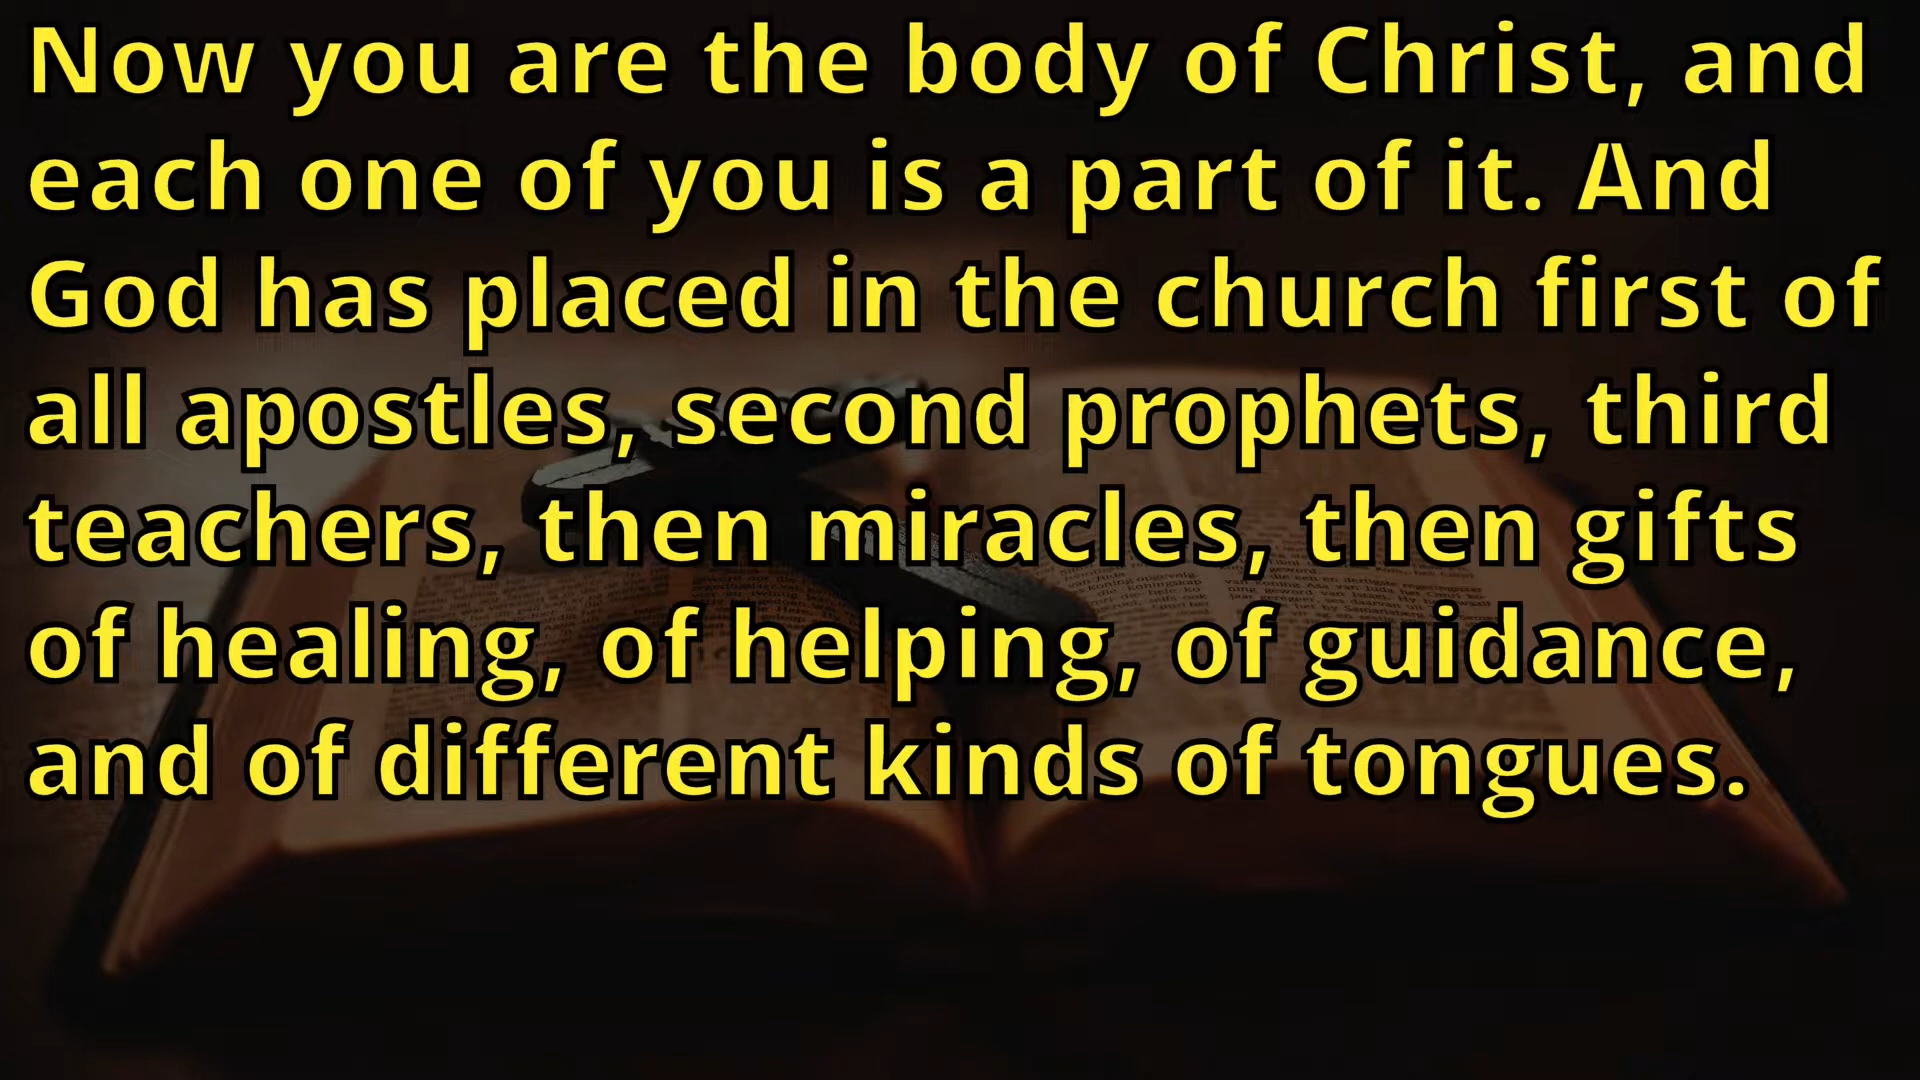 Now you are the body of Christ, and
each one of you is a part of it. And
God has placed in the church first of
all apostles, second prophets, third
teachers, then miracles, then gifts
of healing, of helping, of guidance,
and of different kinds of tongues.